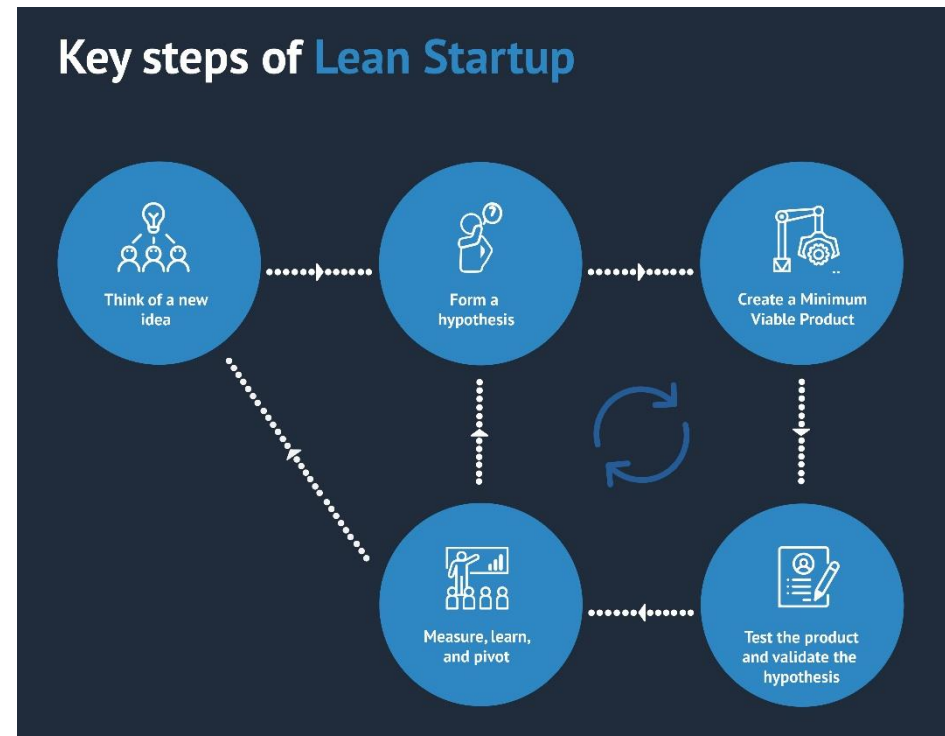 Key steps of Lean Startup
Think of a new
idea
Form a
hypothesis
?
Create a Minimum
Viable Product
Measure, learn,
and pivot
Test the product
and validate the
hypothesis